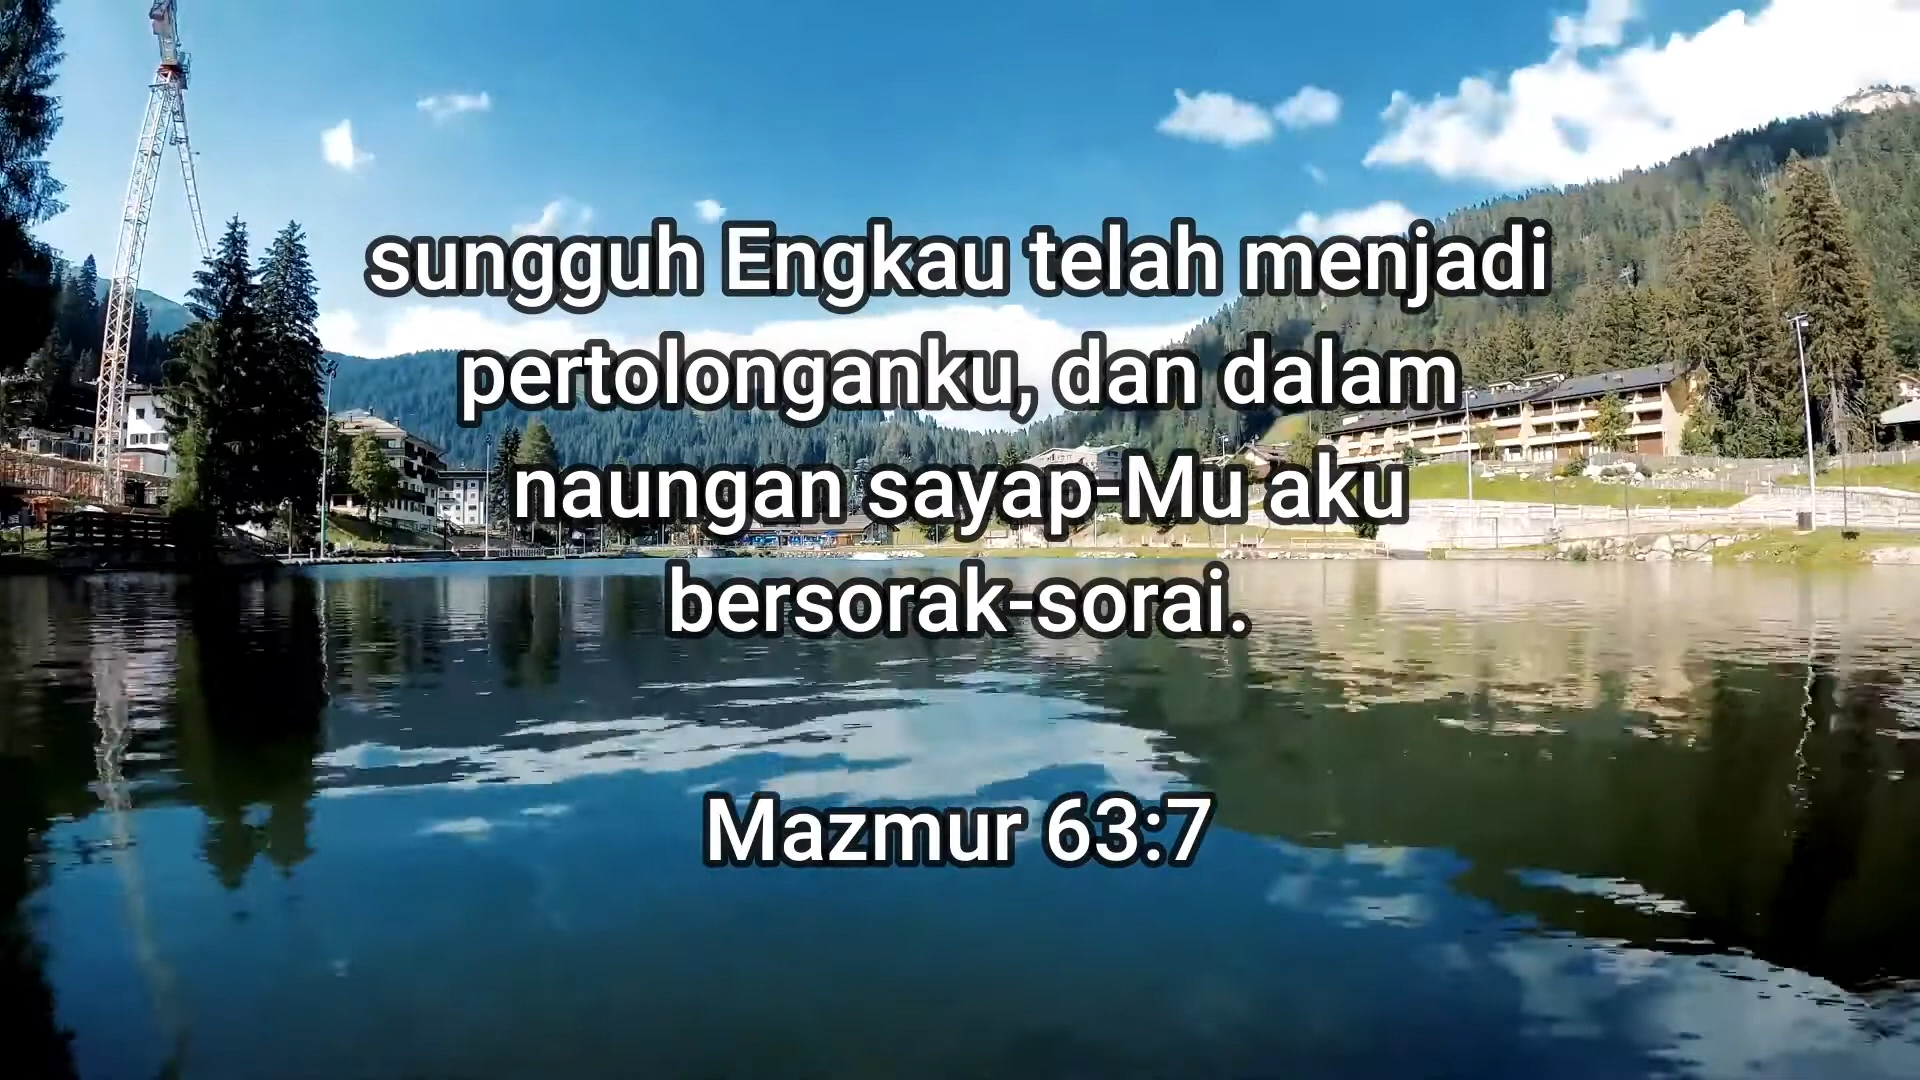 sungguh Engkau telah menjadi
pertolonganku, dan dalam
naungan sayap-Mu aku
bersorak-sorai.
Mazmur 63:7